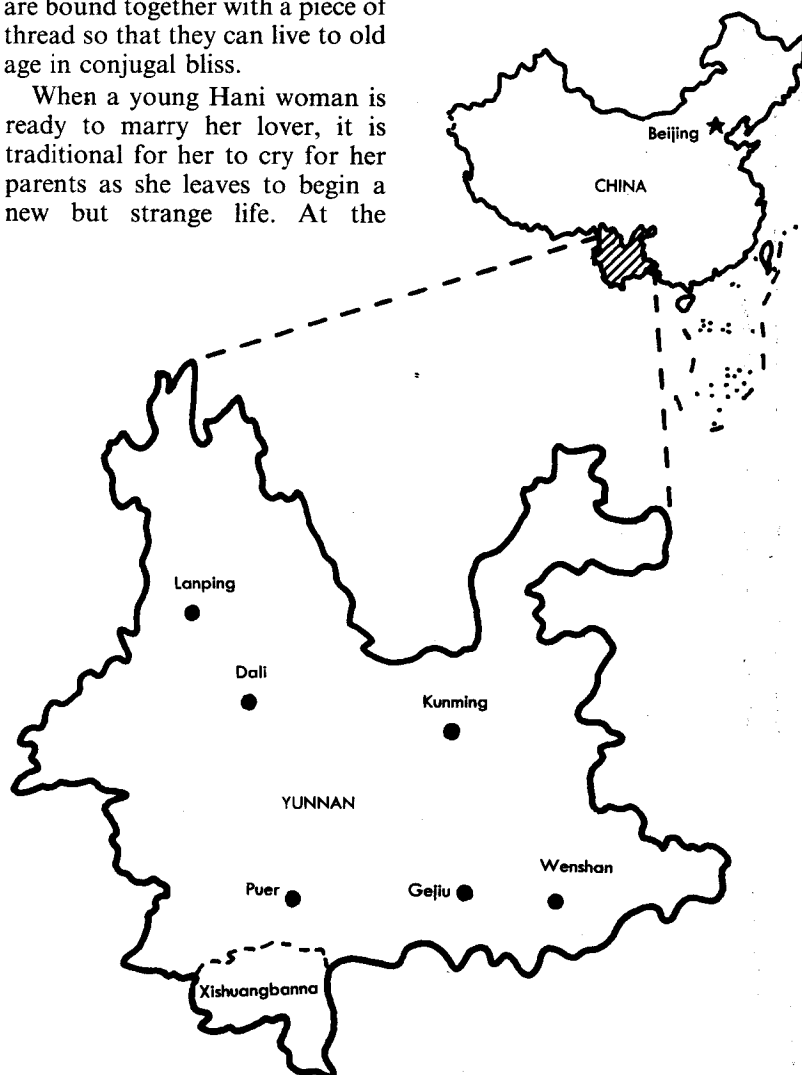 are bound together with a piece of
thread so that they can live to old
age in conjugal bliss.
When a young Hani woman is
ready to marry her lover, it is
traditional for her to cry for her
parents as she leaves to begin a
new but strange life. At the
Beijing
CHINA
Lanping
Dali
Kunming
YUNNAN
Wenshan
Puer
Gejiu
Xishuangbanna